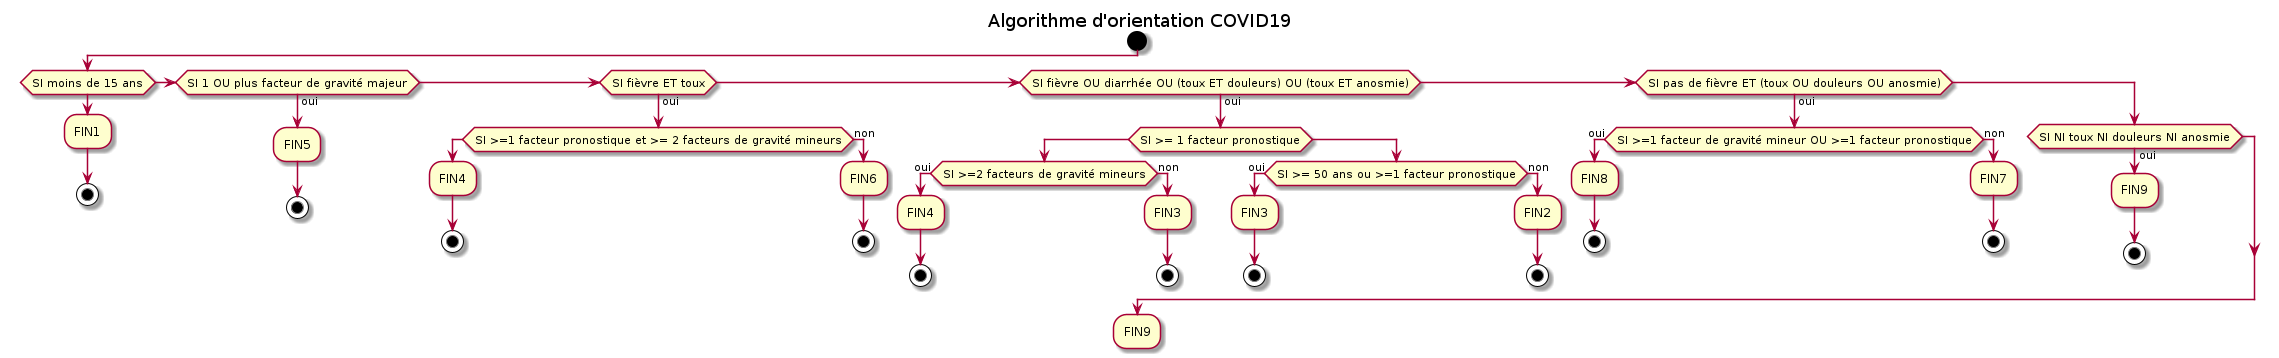 Algorithme d'orientation COVID19
SI moins de 15 ans
SI 1 OU plus facteur de gravité majeur
SI fièvre ET toux
SI fièvre OU diarrhée OU (toux ET douleurs) OU (toux ET anosmie)
SI pas de fièvre ET (toux OU douleurs OU anosmie)
oui
oui
oui
oui
FIN1
FIN5
SI >=1 facteur pronostique et >= 2 facteurs de gravité mineurs
non
SI >= 1 facteur pronostique
oui
SI >=1 facteur de gravité mineur OU >=1 facteur pronostique
non
SI NI toux NI douleurs NI anosmie
oui
FIN4
FIN6
oui
SI >=2 facteurs de gravité mineurs
non
oui
SI >= 50 ans ou >=1 facteur pronostique
non
FIN8
FIN7
FIN9
FIN4
FIN3
FIN3
FIN2
FIN9